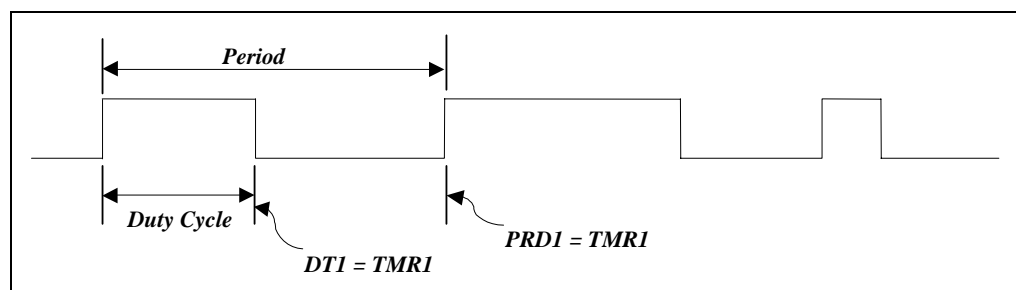 Period
Duty Cycle
PRD1 = TMR1
DT1 = TMR1